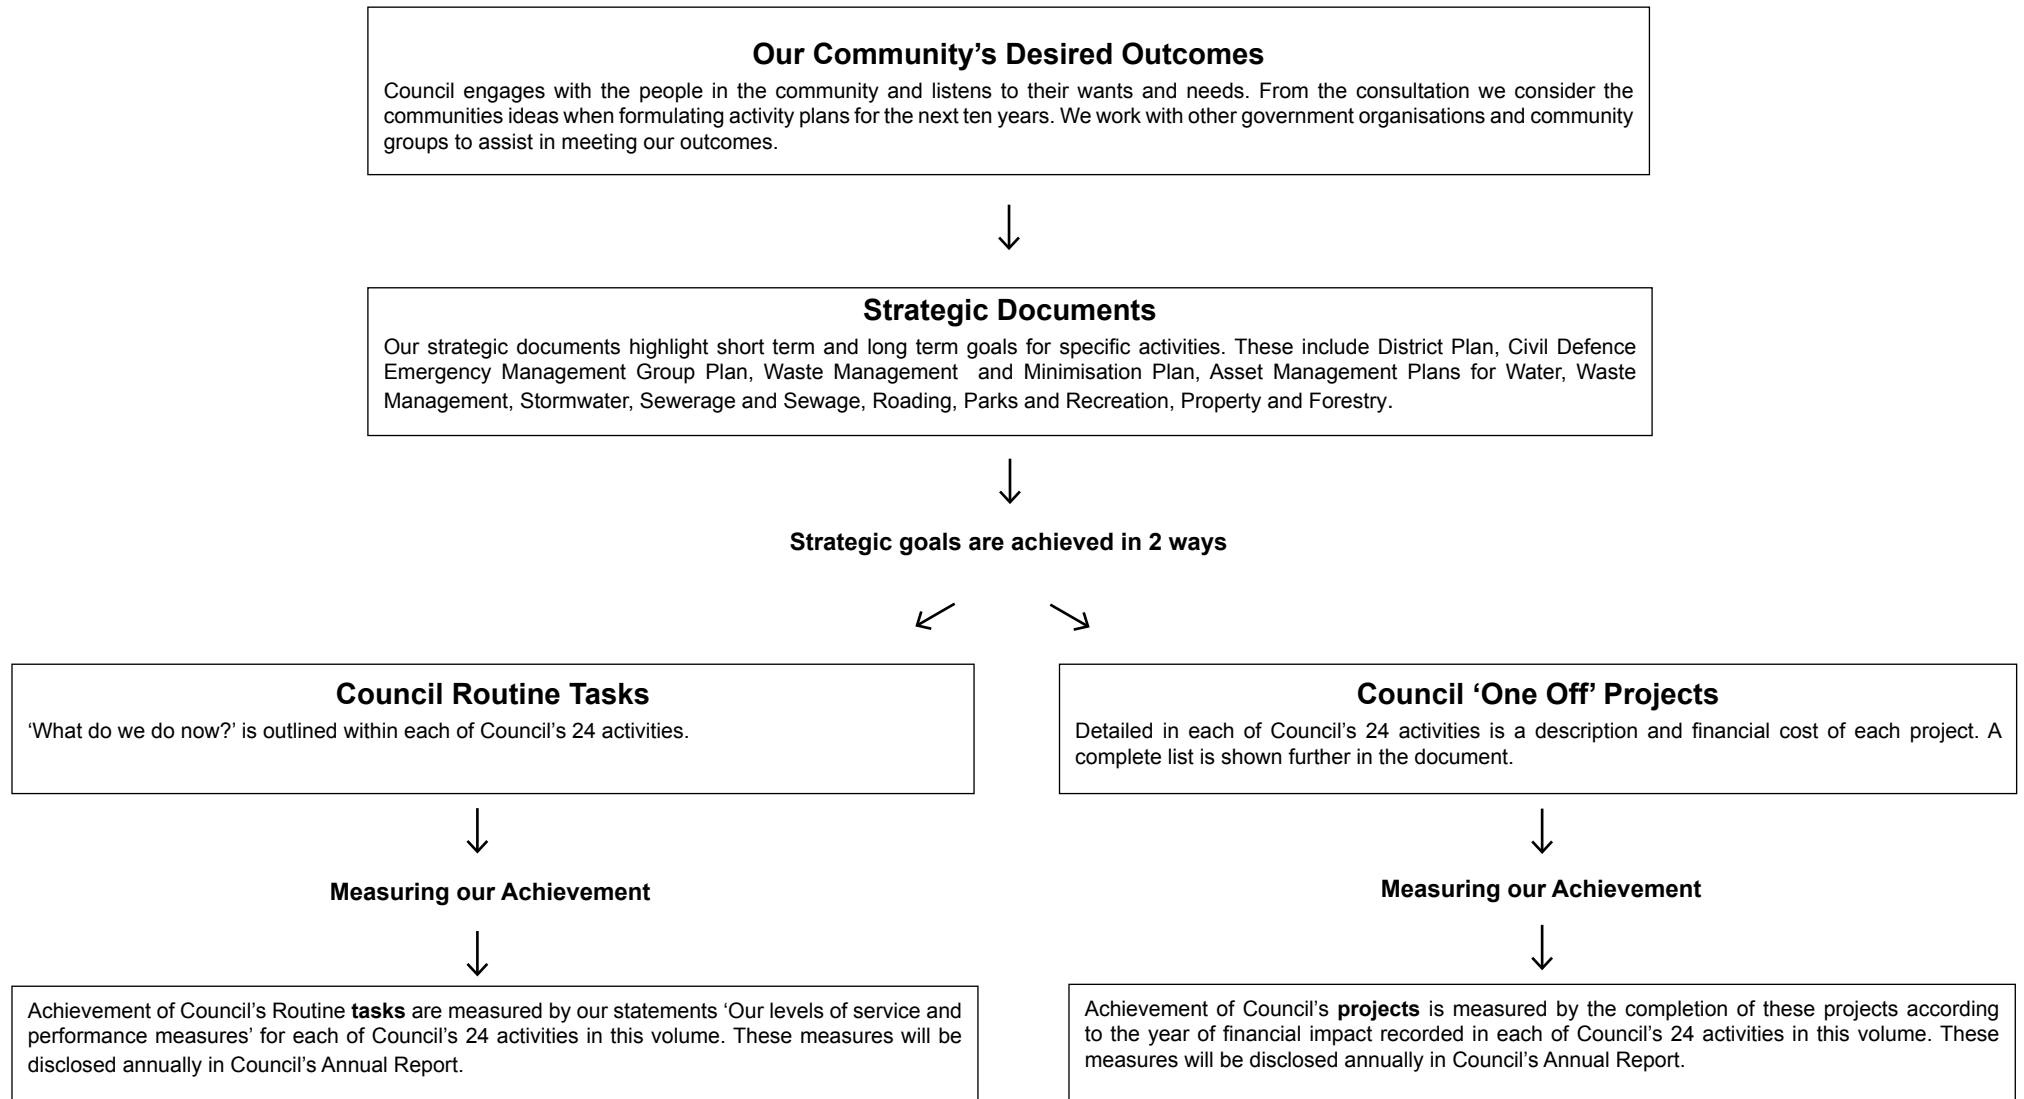 Our Community’s Desired Outcomes
Council engages with the people in the community and listens to their wants and needs. From the consultation we consider the
communities ideas when formulating activity plans for the next ten years. We work with other government organisations and community
groups to assist in meeting our outcomes.
Strategic Documents
Our strategic documents highlight short term and long term goals for specific activities. These include District Plan, Civil Defence
Emergency Management Group Plan, Waste Management and Minimisation Plan, Asset Management Plans for Water, Waste
Management, Stormwater, Sewerage and Sewage, Roading, Parks and Recreation, Property and Forestry.
Strategic goals are achieved in 2 ways
Council Routine Tasks
‘What do we do now?’ is outlined within each of Council’s 24 activities.
Measuring our Achievement
Achievement of Council’s Routine tasks are measured by our statements ‘Our levels of service and
performance measures’ for each of Council’s 24 activities in this volume. These measures will be
disclosed annually in Council’s Annual Report.
Council ‘One Off’ Projects
Detailed in each of Council’s 24 activities is a description and financial cost of each project. A
complete list is shown further in the document.
Measuring our Achievement
Achievement of Council’s projects is measured by the completion of these projects according
to the year of financial impact recorded in each of Council’s 24 activities in this volume. These
measures will be disclosed annually in Council’s Annual Report.